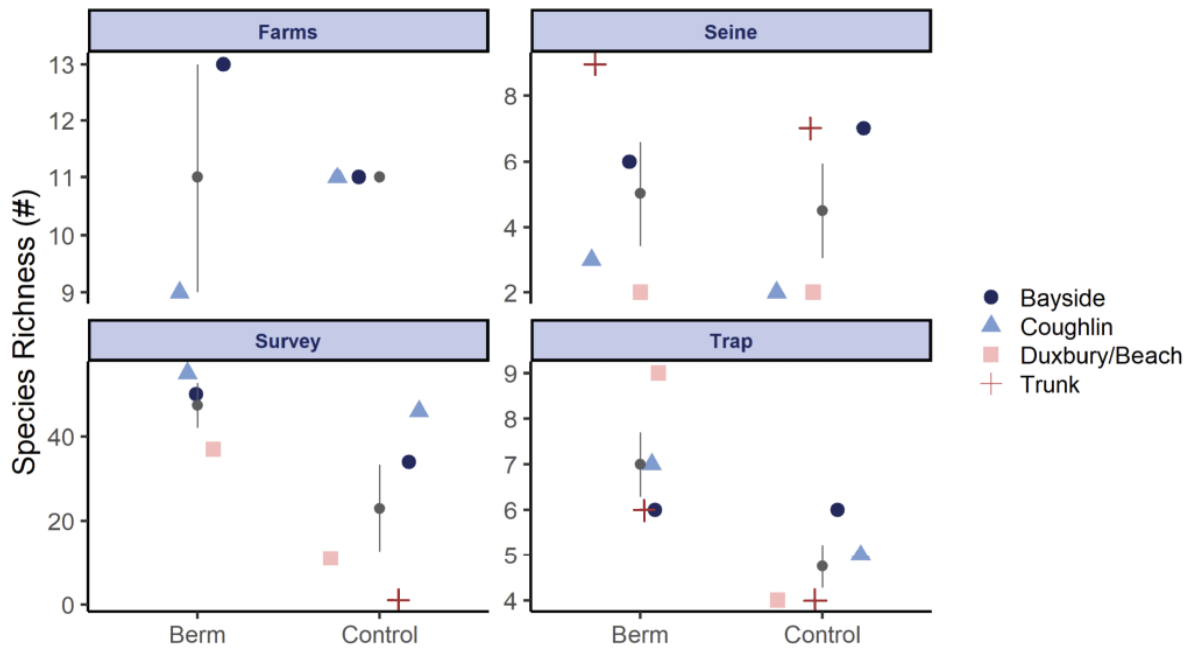 Farms
Seine
13
12
11
10
9
8
6
4
2
Species Richness (#)
Survey
Trap
40
20
0
9
8
7
6
5
4
Berm
Control
Berm
Control
Bayside
Coughlin
Duxbury/Beach
Trunk